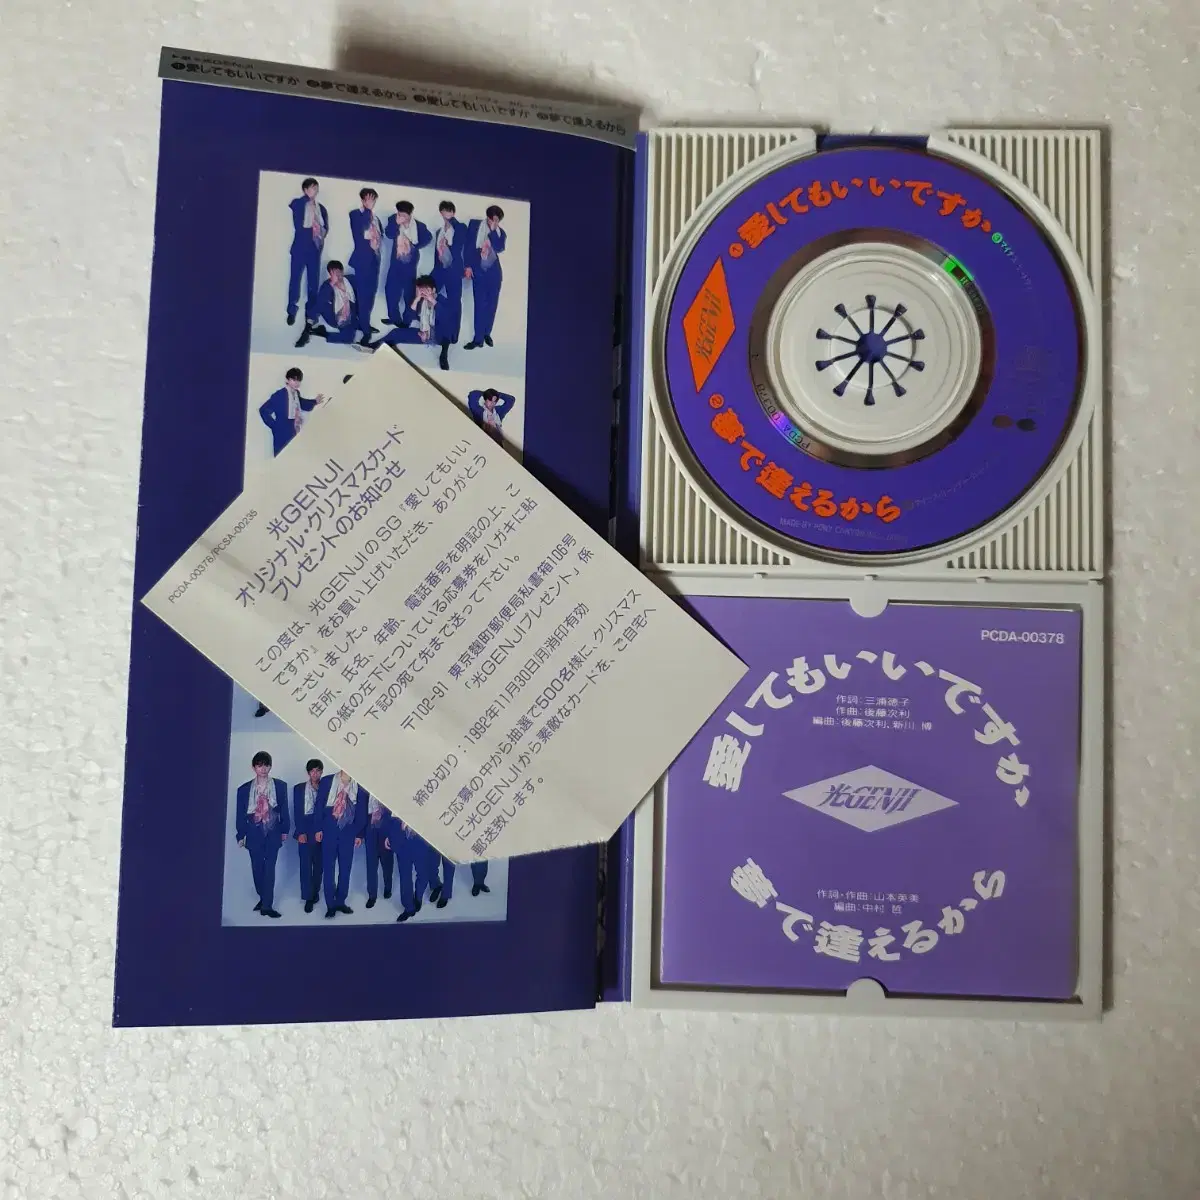 ❶愛してもいいですか ❷夢で逢えるから ❸愛してもいいですか ❹夢で逢えるから
PCDA-00378/PCSA-00235
光GENJI
オリジナル・クリスマスカード
プレゼントのお知らせ
この度は、光GENJIのSG『愛してもいい
ですか』をお買い上げいただき、ありがとう
ございました。
住所、氏名、年齢、電話番号を明記の上、こ
の紙の左下についている応募券をハガキに貼
り、下記の宛て先まで送って下さい。
〒102-91 東京麹町郵便局私書箱106号
「光GENJIプレゼント」係
締め切り:1992年11月30日月消印有効
ご応募の中から抽選で500名様に、クリスマス
に光GENJIから素敵なカードを、ご自宅へ
郵送致します。
❶愛してもいいですか
光GENJI
❷夢で逢えるから
PCDA-00378
PCDA-00378
愛してもいいですか
作詞:三浦徳子
作曲:後藤次利
編曲:後藤次利、新川 博
光GENJI
作詞・作曲:山本英美
編曲:中村 哲
夢で逢えるから